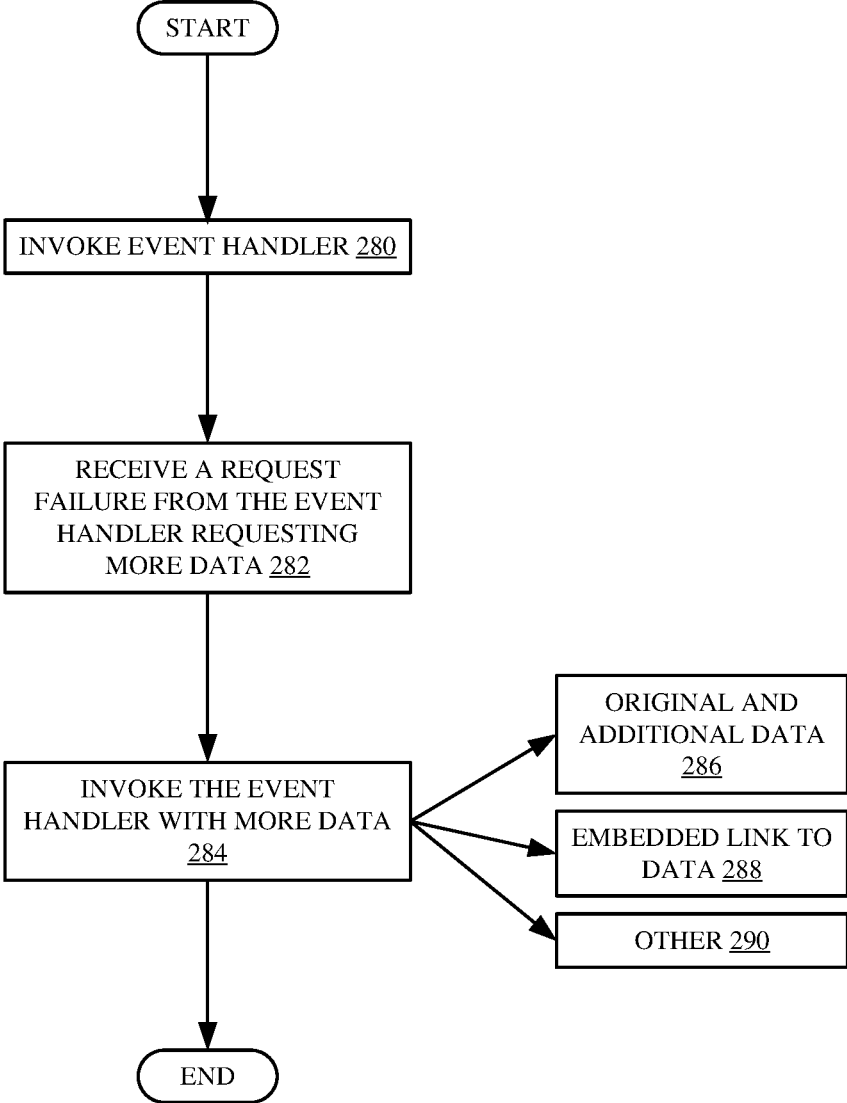 START
INVOKE EVENT HANDLER 280
RECEIVE A REQUEST
FAILURE FROM THE EVENT
HANDLER REQUESTING
MORE DATA 282
INVOKE THE EVENT
HANDLER WITH MORE DATA
284
ORIGINAL AND
ADDITIONAL DATA
286
EMBEDDED LINK TO
DATA 288
OTHER 290
END